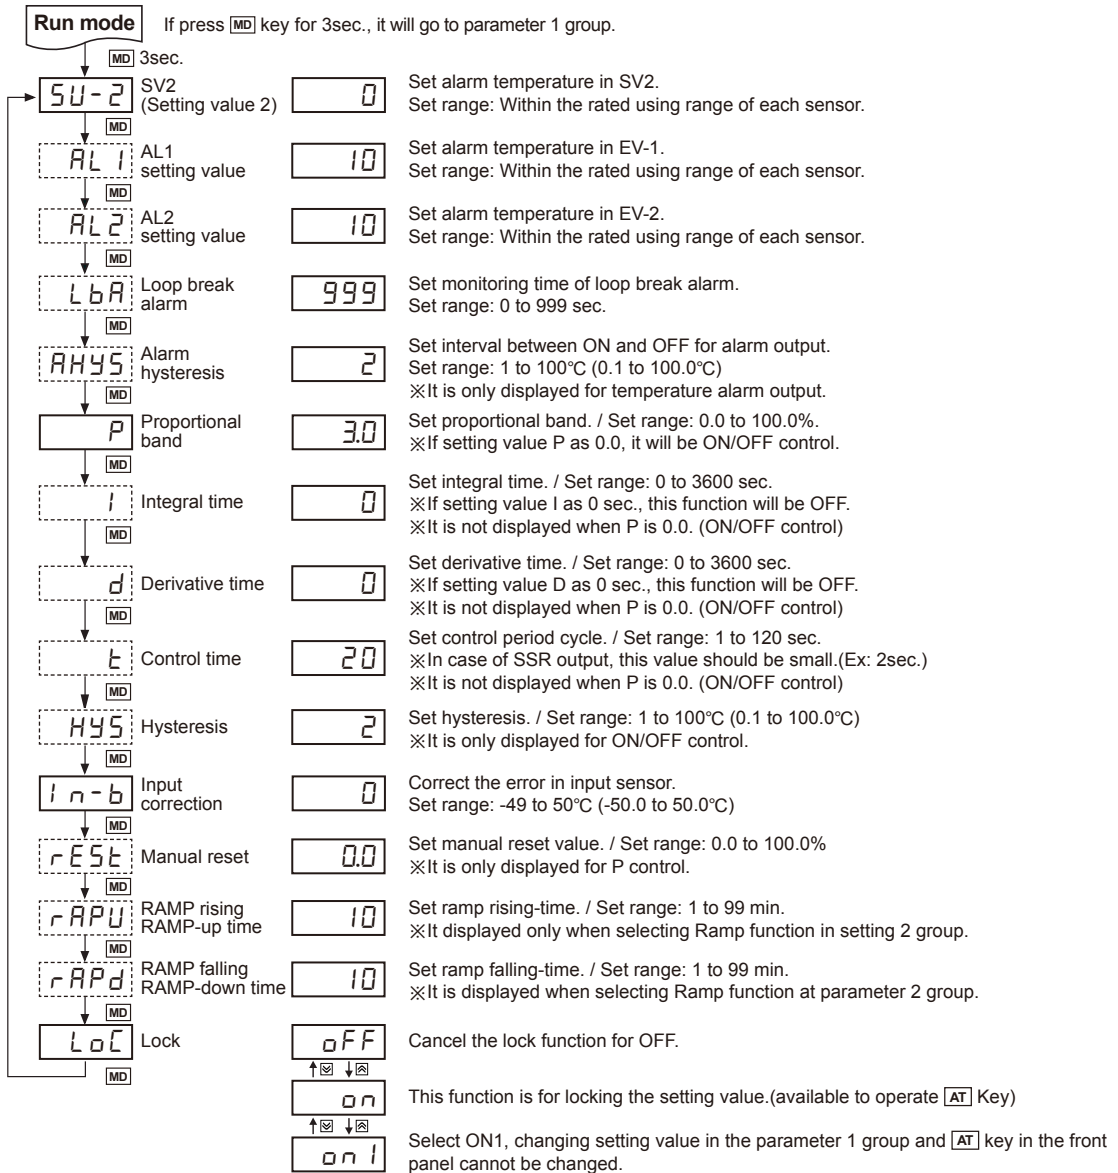 Run mode
If press MD key for 3sec., it will go to parameter 1 group.
MD 3sec.
SU-2
SV2
(Setting value 2)
0
Set alarm temperature in SV2.
Set range: Within the rated using range of each sensor.
MD
AL 1
AL1
setting value
10
Set alarm temperature in EV-1.
Set range: Within the rated using range of each sensor.
MD
AL2
AL2
setting value
10
Set alarm temperature in EV-2.
Set range: Within the rated using range of each sensor.
MD
LbA
Loop break
alarm
999
Set monitoring time of loop break alarm.
Set range: 0 to 999 sec.
MD
AHYS
Alarm
hysteresis
2
Set interval between ON and OFF for alarm output.
Set range: 1 to 100℃ (0.1 to 100.0℃)
※It is only displayed for temperature alarm output.
MD
P
Proportional
band
3.0
Set proportional band. / Set range: 0.0 to 100.0%.
※If setting value P as 0.0, it will be ON/OFF control.
MD
I
Integral time
0
Set integral time. / Set range: 0 to 3600 sec.
※If setting value I as 0 sec., this function will be OFF.
※It is not displayed when P is 0.0. (ON/OFF control)
MD
d
Derivative time
0
Set derivative time. / Set range: 0 to 3600 sec.
※If setting value D as 0 sec., this function will be OFF.
※It is not displayed when P is 0.0. (ON/OFF control)
MD
t
Control time
20
Set control period cycle. / Set range: 1 to 120 sec.
※In case of SSR output, this value should be small.(Ex: 2sec.)
※It is not displayed when P is 0.0. (ON/OFF control)
MD
HYS
Hysteresis
2
Set hysteresis. / Set range: 1 to 100℃ (0.1 to 100.0℃)
※It is only displayed for ON/OFF control.
MD
In-b
Input
correction
0
Correct the error in input sensor.
Set range: -49 to 50℃ (-50.0 to 50.0℃)
MD
rESt
Manual reset
0.0
Set manual reset value. / Set range: 0.0 to 100.0%
※It is only displayed for P control.
MD
rAPU
RAMP rising
RAMP-up time
10
Set ramp rising-time. / Set range: 1 to 99 min.
※It displayed only when selecting Ramp function in setting 2 group.
MD
rAPd
RAMP falling
RAMP-down time
10
Set ramp falling-time. / Set range: 1 to 99 min.
※It is displayed when selecting Ramp function at parameter 2 group.
MD
LoC
Lock
oFF
Cancel the lock function for OFF.
MD
on
This function is for locking the setting value.(available to operate AT Key)
on1
Select ON1, changing setting value in the parameter 1 group and AT key in the front
panel cannot be changed.